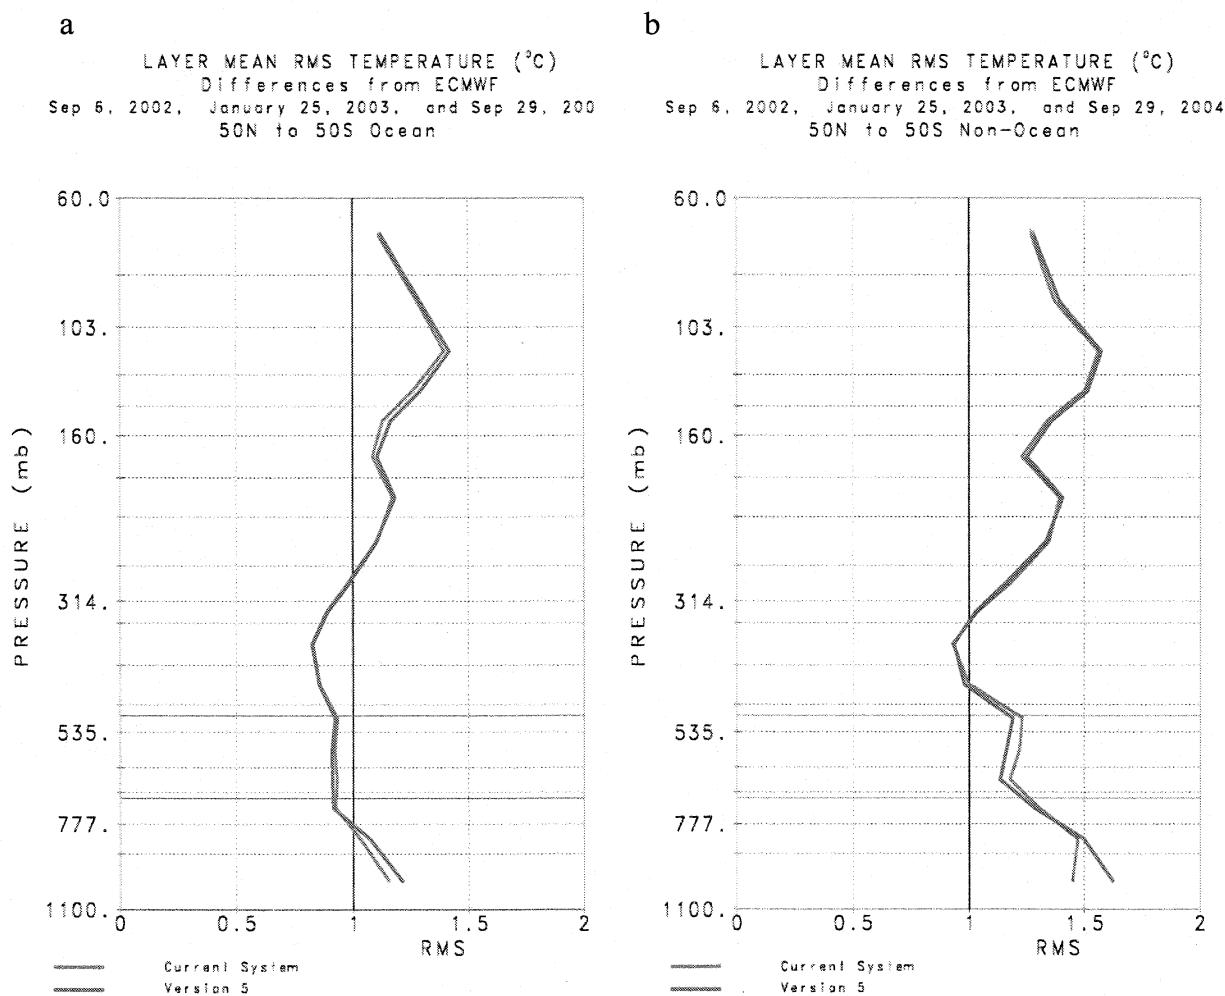 a
LAYER MEAN RMS TEMPERATURE (°C)
Differences from ECMWF
Sep 6, 2002, January 25, 2003, and Sep 29, 200
50N to 50S Ocean
60.0
103.
160.
314.
535.
777.
1100.
PRESSURE (mb)
0 0.5 1 1.5 2
RMS
Current System
Version 5
b
LAYER MEAN RMS TEMPERATURE (°C)
Differences from ECMWF
Sep 6, 2002, January 25, 2003, and Sep 29, 2004
50N to 50S Non-Ocean
60.0
103.
160.
314.
535.
777.
1100.
PRESSURE (mb)
0 0.5 1 1.5 2
RMS
Current System
Version 5